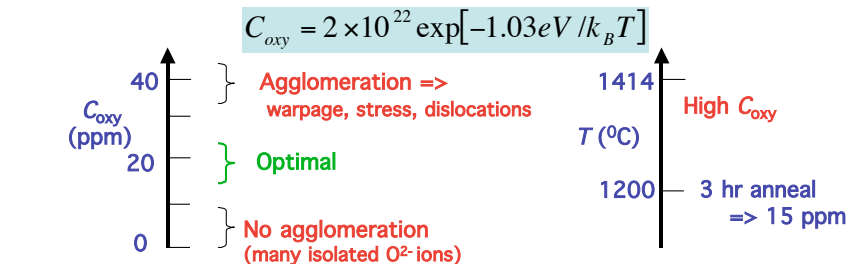 C_oxy = 2 × 10^22 exp[−1.03eV / k_B T]
40
Agglomeration =>
warpage, stress, dislocations
C_oxy
(ppm)
20
Optimal
0
No agglomeration
(many isolated O²⁻ ions)
1414
High C_oxy
T (⁰C)
1200
3 hr anneal
=> 15 ppm